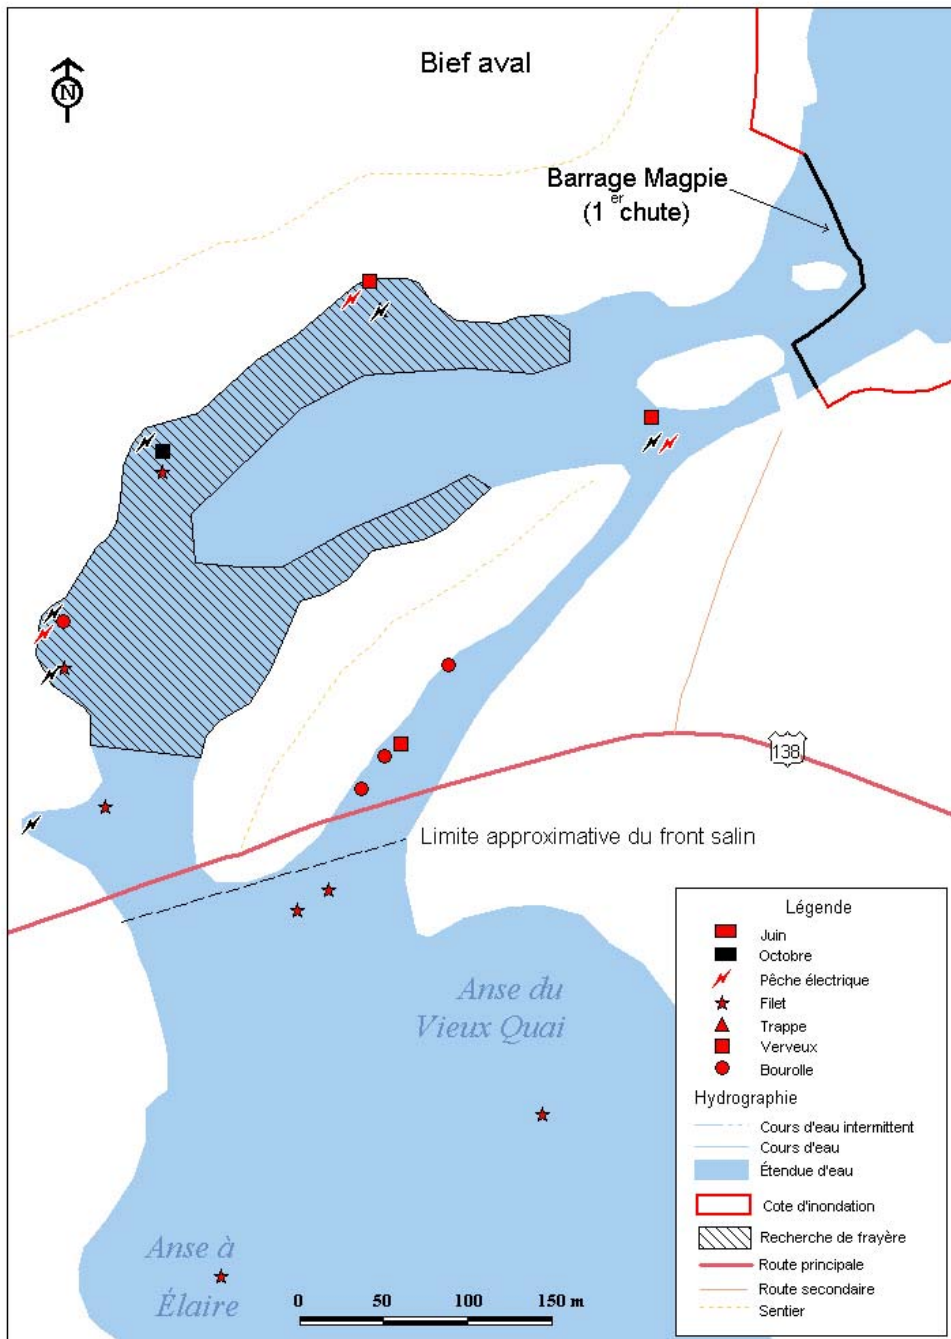 Bief aval
N
Barrage Magpie
(1er chute)
138
Limite approximative du front salin
Anse du
Vieux Quai
Anse à
Élaire
0 50 100 150 m
Légende
Juin
Octobre
Pêche électrique
Filet
Trappe
Verveux
Bourolle
Hydrographie
Cours d'eau intermittent
Cours d'eau
Étendue d'eau
Cote d'inondation
Recherche de frayère
Route principale
Route secondaire
Sentier